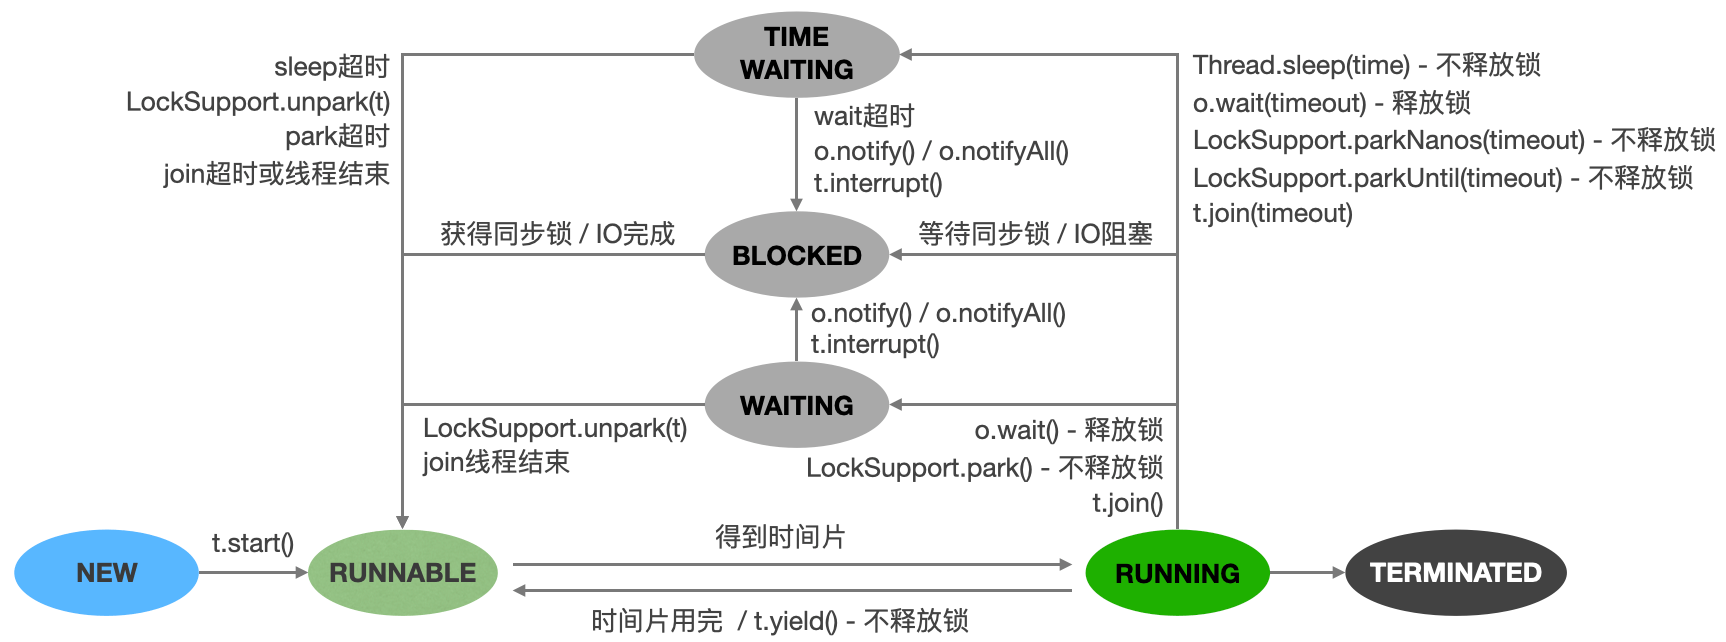 TIME
WAITING
sleep超时
LockSupport.unpark(t)
park超时
join超时或线程结束
wait超时
o.notify() / o.notifyAll()
t.interrupt()
Thread.sleep(time) - 不释放锁
o.wait(timeout) - 释放锁
LockSupport.parkNanos(timeout) - 不释放锁
LockSupport.parkUntil(timeout) - 不释放锁
t.join(timeout)
获得同步锁 / IO完成
BLOCKED
等待同步锁 / IO阻塞
o.notify() / o.notifyAll()
t.interrupt()
WAITING
LockSupport.unpark(t)
join线程结束
o.wait() - 释放锁
LockSupport.park() - 不释放锁
t.join()
NEW
t.start()
RUNNABLE
得到时间片
时间片用完 / t.yield() - 不释放锁
RUNNING
TERMINATED